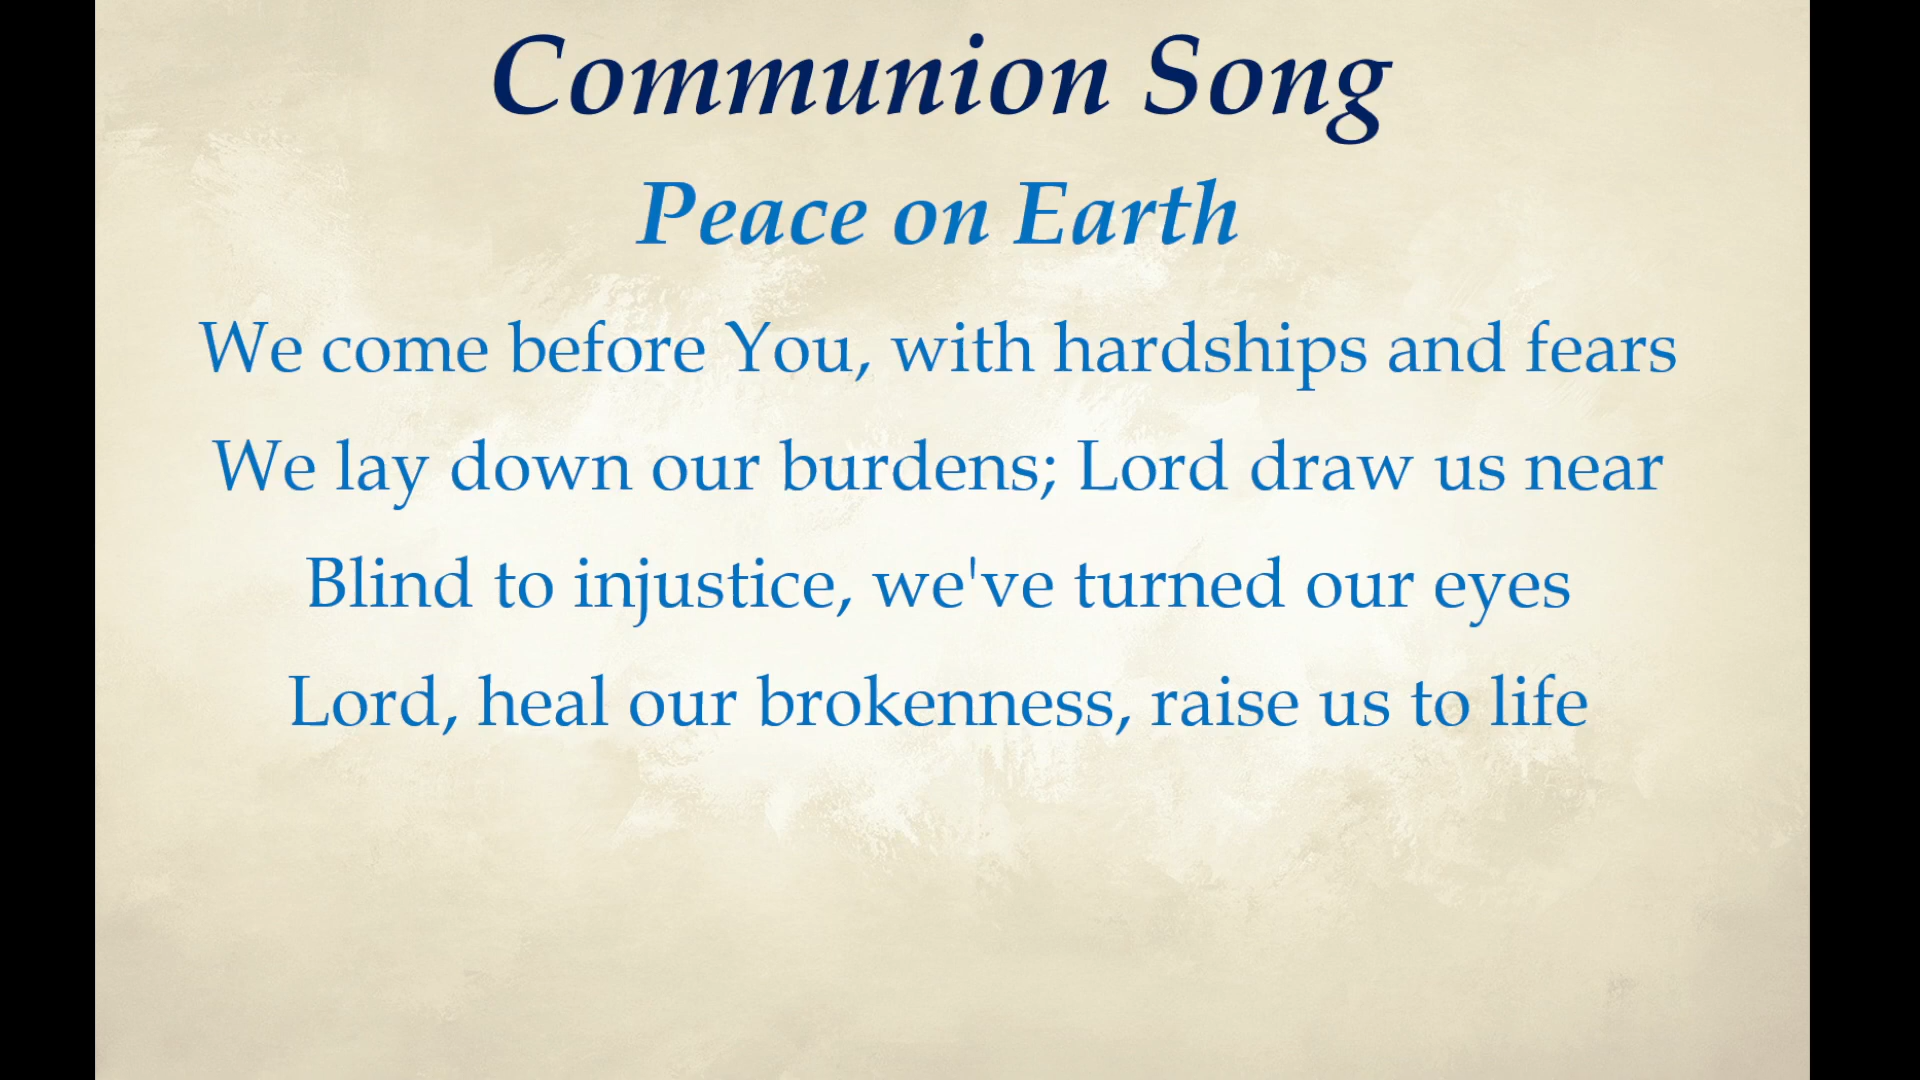 Communion Song
Peace on Earth
We come before You, with hardships and fears
We lay down our burdens; Lord draw us near
Blind to injustice, we've turned our eyes
Lord, heal our brokenness, raise us to life